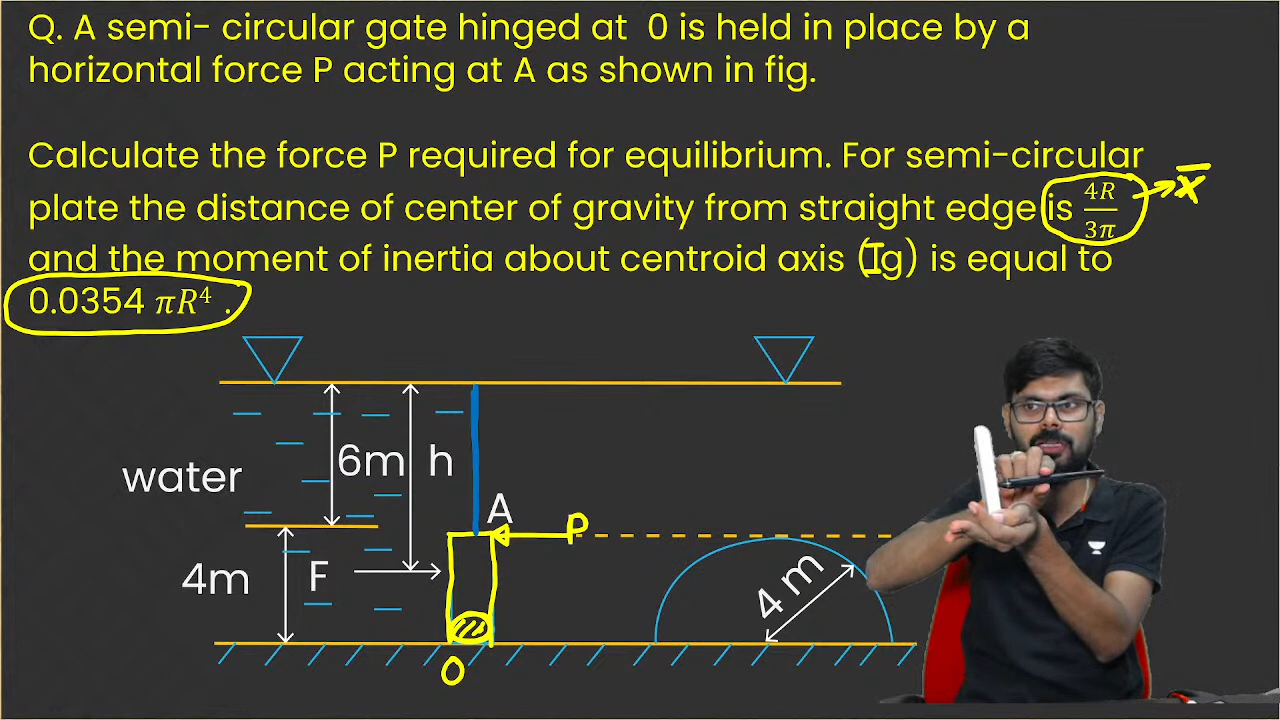 Q. A semi- circular gate hinged at 0 is held in place by a
horizontal force P acting at A as shown in fig.
Calculate the force P required for equilibrium. For semi-circular
plate the distance of center of gravity from straight edge is 4R/3π → x̄
and the moment of inertia about centroid axis (Ig) is equal to
0.0354 πR⁴ .
water
6m
h
A
P
4m
F
4 m
O